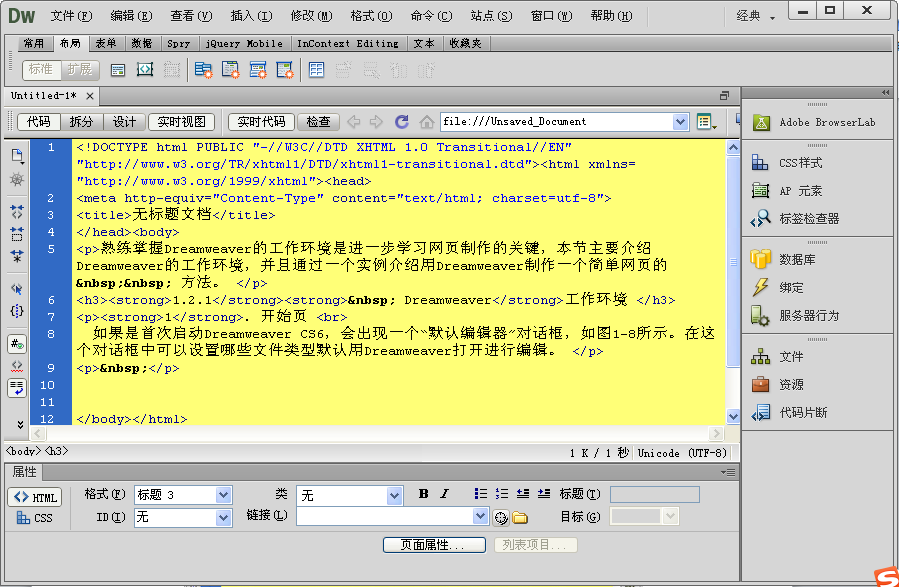 Dw 文件(F) 编辑(E) 查看(V) 插入(I) 修改(M) 格式(O) 命令(C) 站点(S) 窗口(W) 帮助(H) 经典
常用 布局 表单 数据 Spry jQuery Mobile InContext Editing 文本 收藏夹
标准 扩展
Untitled-1*
代码 拆分 设计 实时视图 实时代码 检查 file:///Unsaved_Document
1 <!DOCTYPE html PUBLIC "-//W3C//DTD XHTML 1.0 Transitional//EN"
"http://www.w3.org/TR/xhtml1/DTD/xhtml1-transitional.dtd"><html xmlns=
"http://www.w3.org/1999/xhtml"><head>
2 <meta http-equiv="Content-Type" content="text/html; charset=utf-8">
3 <title>无标题文档</title>
4 </head><body>
5 <p>熟练掌握Dreamweaver的工作环境是进一步学习网页制作的关键，本节主要介绍
Dreamweaver的工作环境，并且通过一个实例介绍用Dreamweaver制作一个简单网页的
&nbsp;&nbsp; 方法。 </p>
6 <h3><strong>1.2.1</strong><strong>&nbsp; Dreamweaver</strong>工作环境 </h3>
7 <p><strong>1</strong>. 开始页 <br>
8 如果是首次启动Dreamweaver CS6，会出现一个“默认编辑器”对话框，如图1-8所示。在这
个对话框中可以设置哪些文件类型默认用Dreamweaver打开进行编辑。 </p>
9 <p>&nbsp;</p>
10
11
12 </body></html>
<body> <h3> 1 K / 1 秒 Unicode (UTF-8)
属性
<> HTML 格式(F) 标题 3 类 无 B I 标题(T)
CSS ID(I) 无 链接(L) 目标(G)
页面属性... 列表项目...
Adobe BrowserLab
CSS样式
AP 元素
标签检查器
数据库
绑定
服务器行为
文件
资源
代码片断